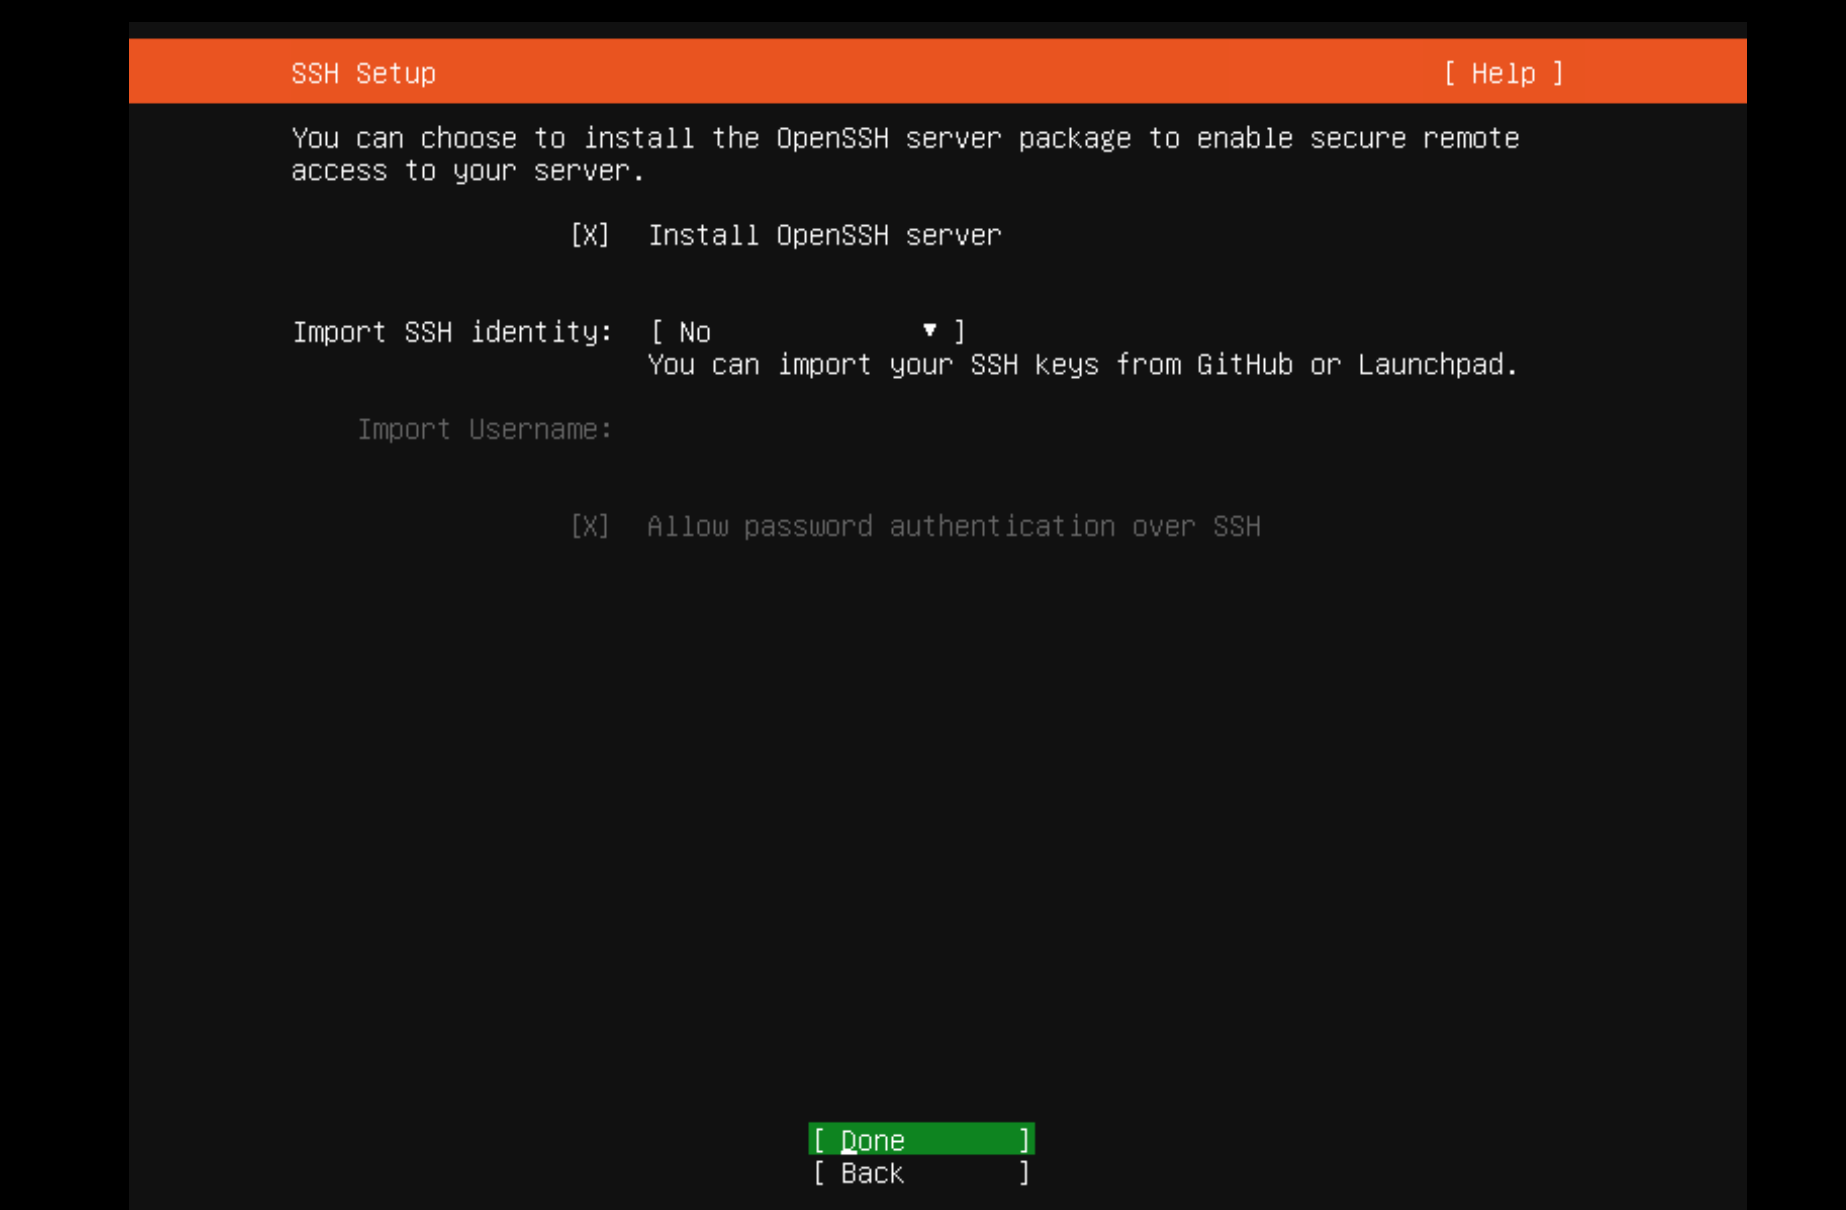 SSH Setup [ Help ]
You can choose to install the OpenSSH server package to enable secure remote
access to your server.
[X] Install OpenSSH server
Import SSH identity: [ No ▾ ]
You can import your SSH keys from GitHub or Launchpad.
Import Username:
[X] Allow password authentication over SSH
[ Done ]
[ Back ]